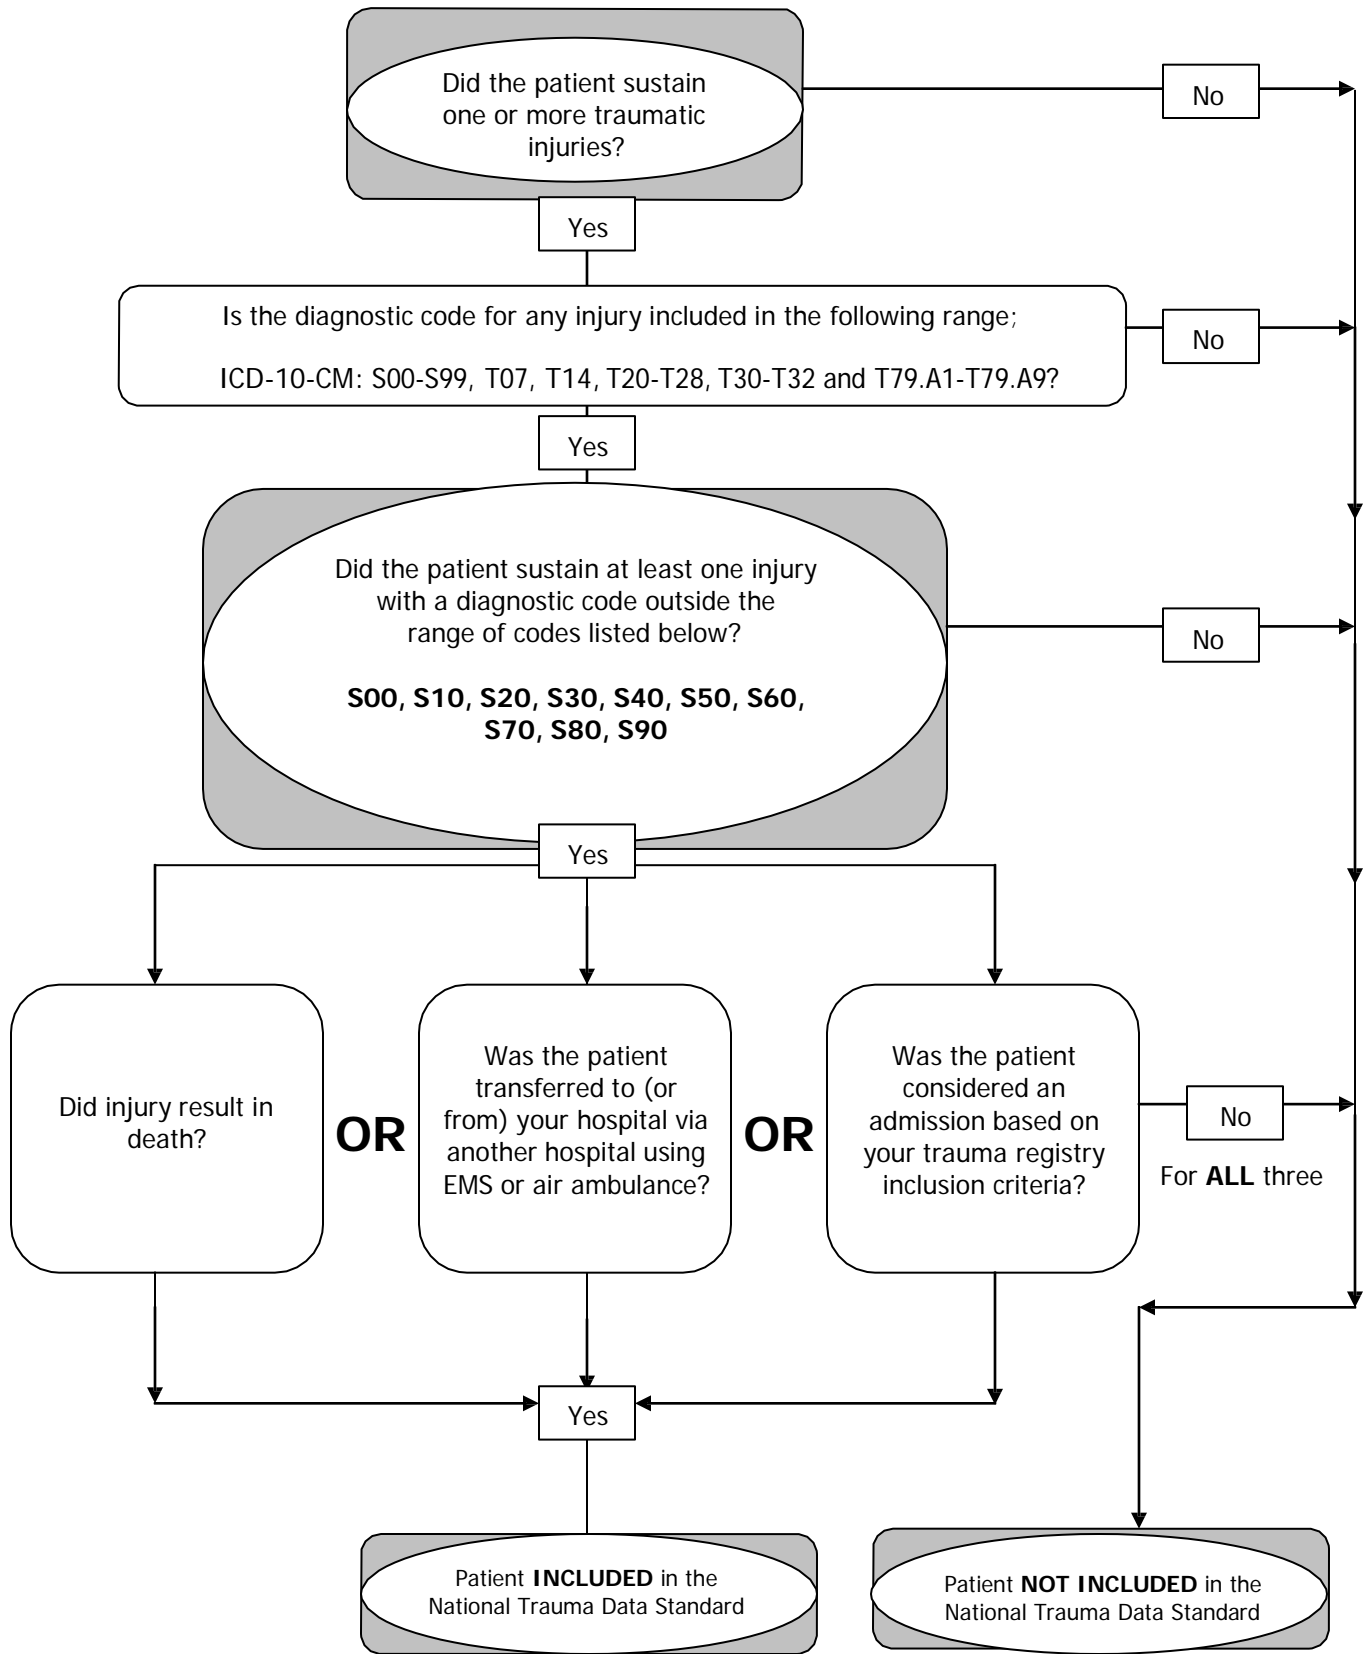 Did the patient sustain
one or more traumatic
injuries?
No
Yes
Is the diagnostic code for any injury included in the following range;
ICD-10-CM: S00-S99, T07, T14, T20-T28, T30-T32 and T79.A1-T79.A9?
No
Yes
Did the patient sustain at least one injury
with a diagnostic code outside the
range of codes listed below?
S00, S10, S20, S30, S40, S50, S60,
S70, S80, S90
No
Yes
Did injury result in
death?
OR
Was the patient
transferred to (or
from) your hospital via
another hospital using
EMS or air ambulance?
OR
Was the patient
considered an
admission based on
your trauma registry
inclusion criteria?
No
For ALL three
Yes
Patient INCLUDED in the
National Trauma Data Standard
Patient NOT INCLUDED in the
National Trauma Data Standard